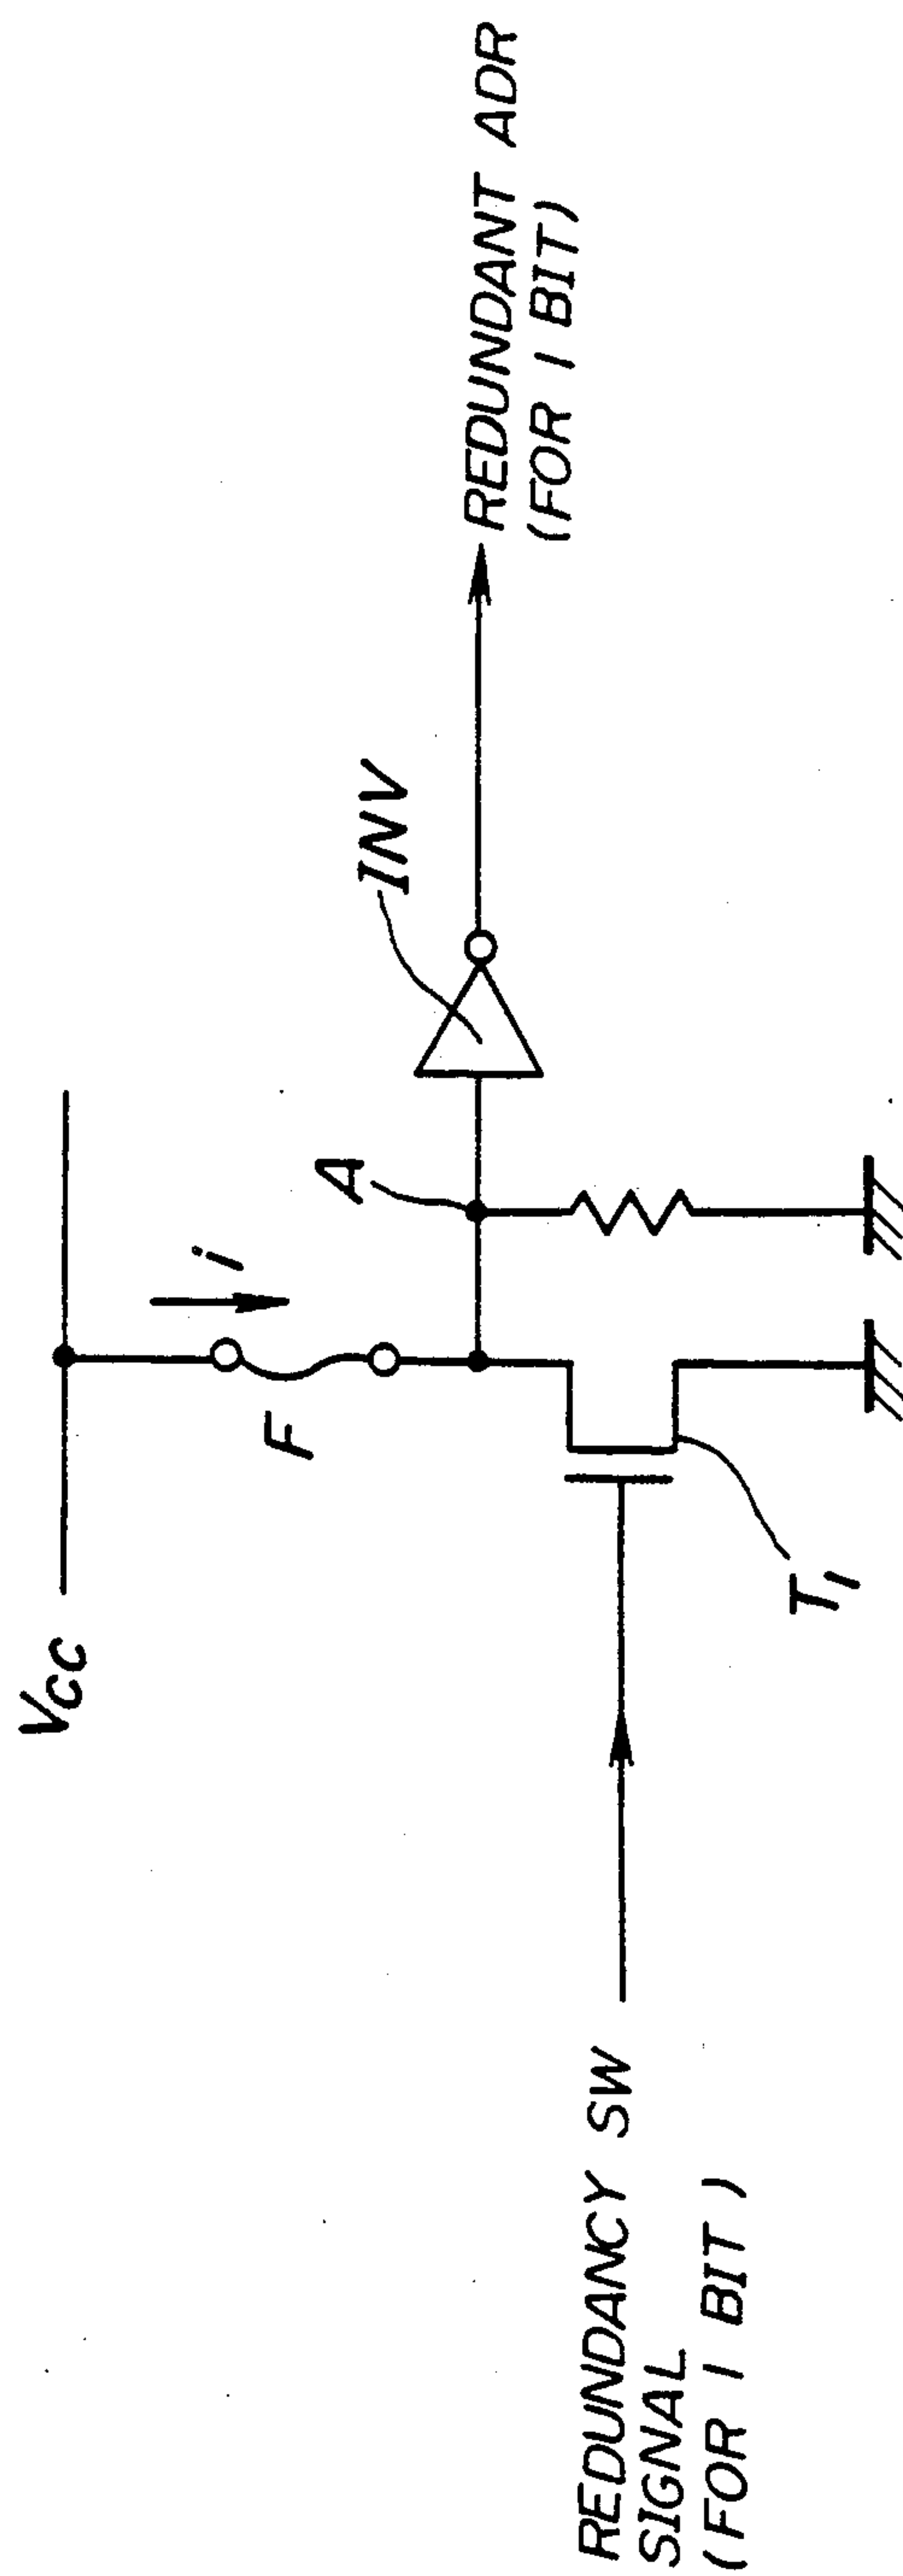 Vcc
i
F
A
INV
REDUNDANT ADR
(FOR 1 BIT)
T1
REDUNDANCY SW
SIGNAL
(FOR 1 BIT)